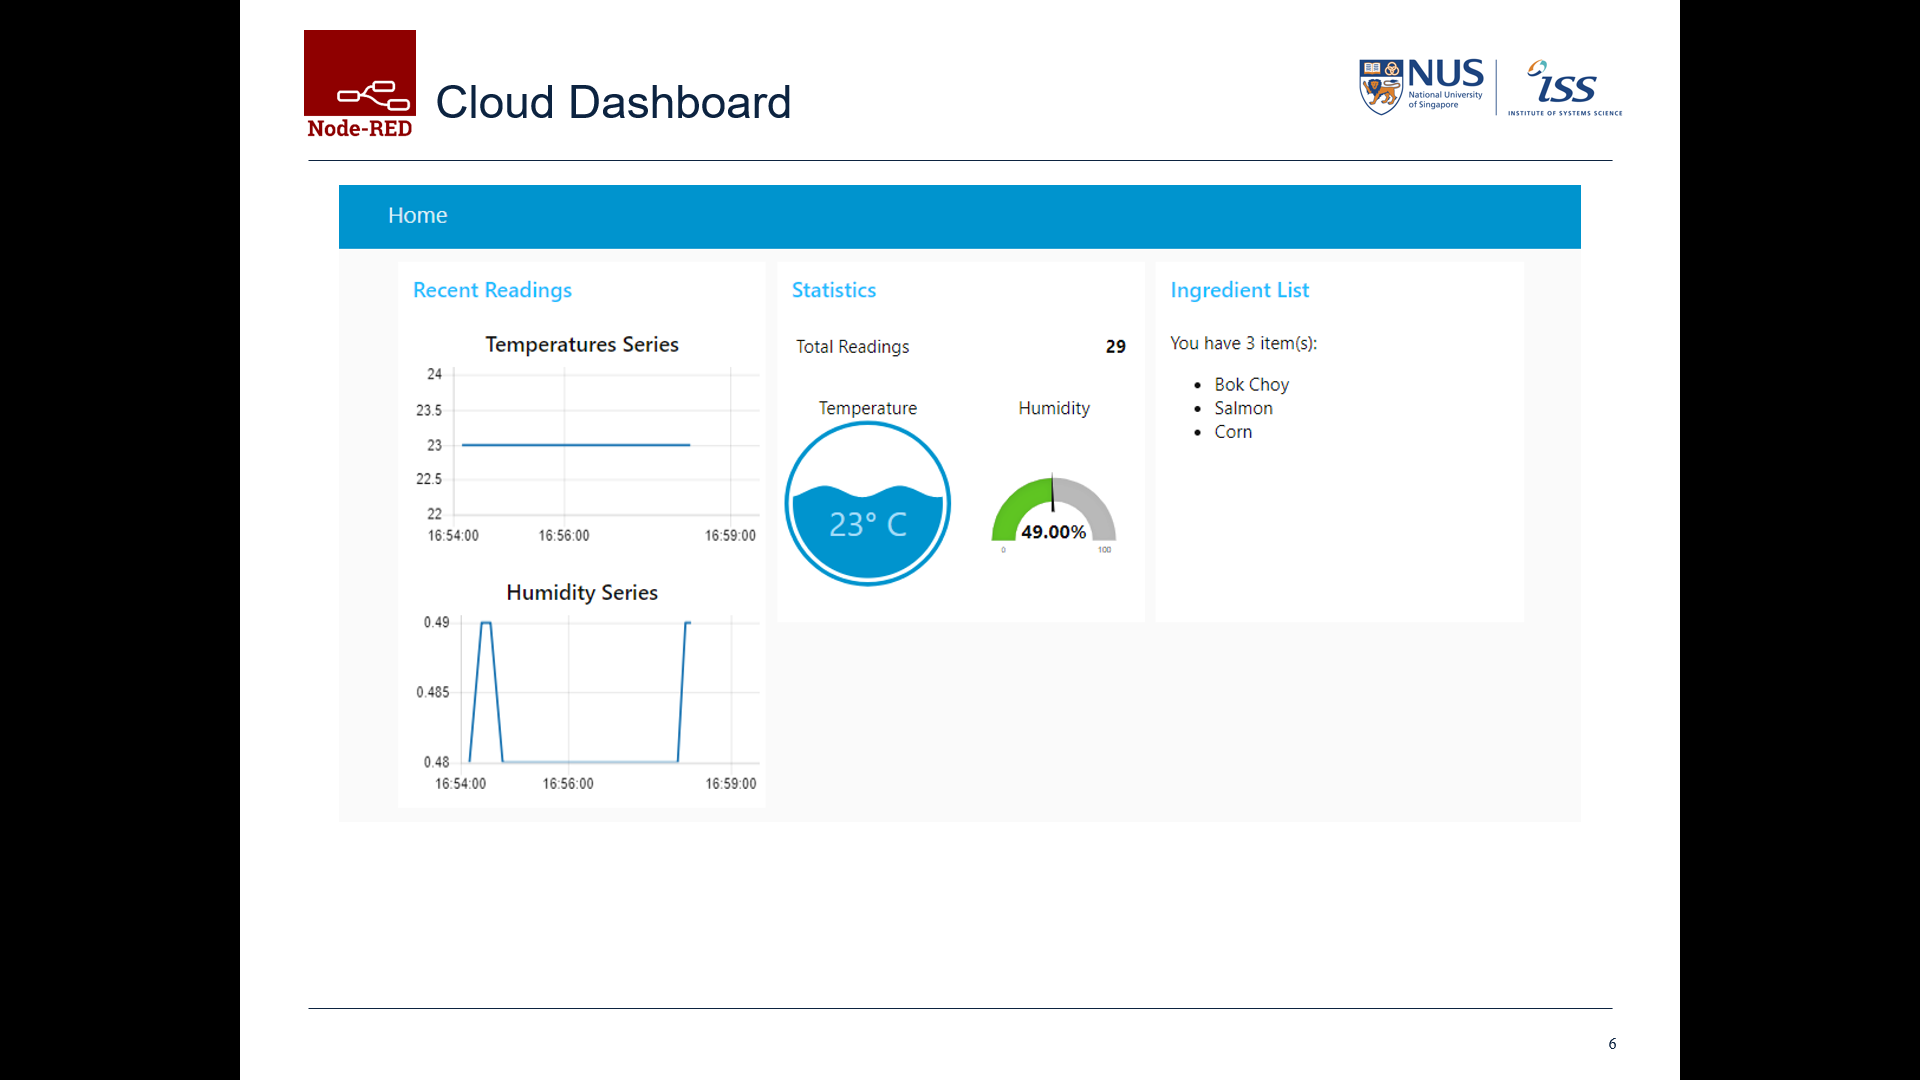 Node-RED
Cloud Dashboard
NUS
National University
of Singapore
iss
INSTITUTE OF SYSTEMS SCIENCE
Home
Recent Readings
Temperatures Series
24
23.5
23
22.5
22
16:54:00 16:56:00 16:59:00
Humidity Series
0.49
0.485
0.48
16:54:00 16:56:00 16:59:00
Statistics
Total Readings 29
Temperature Humidity
23° C
49.00%
0 100
Ingredient List
You have 3 item(s):
• Bok Choy
• Salmon
• Corn
6